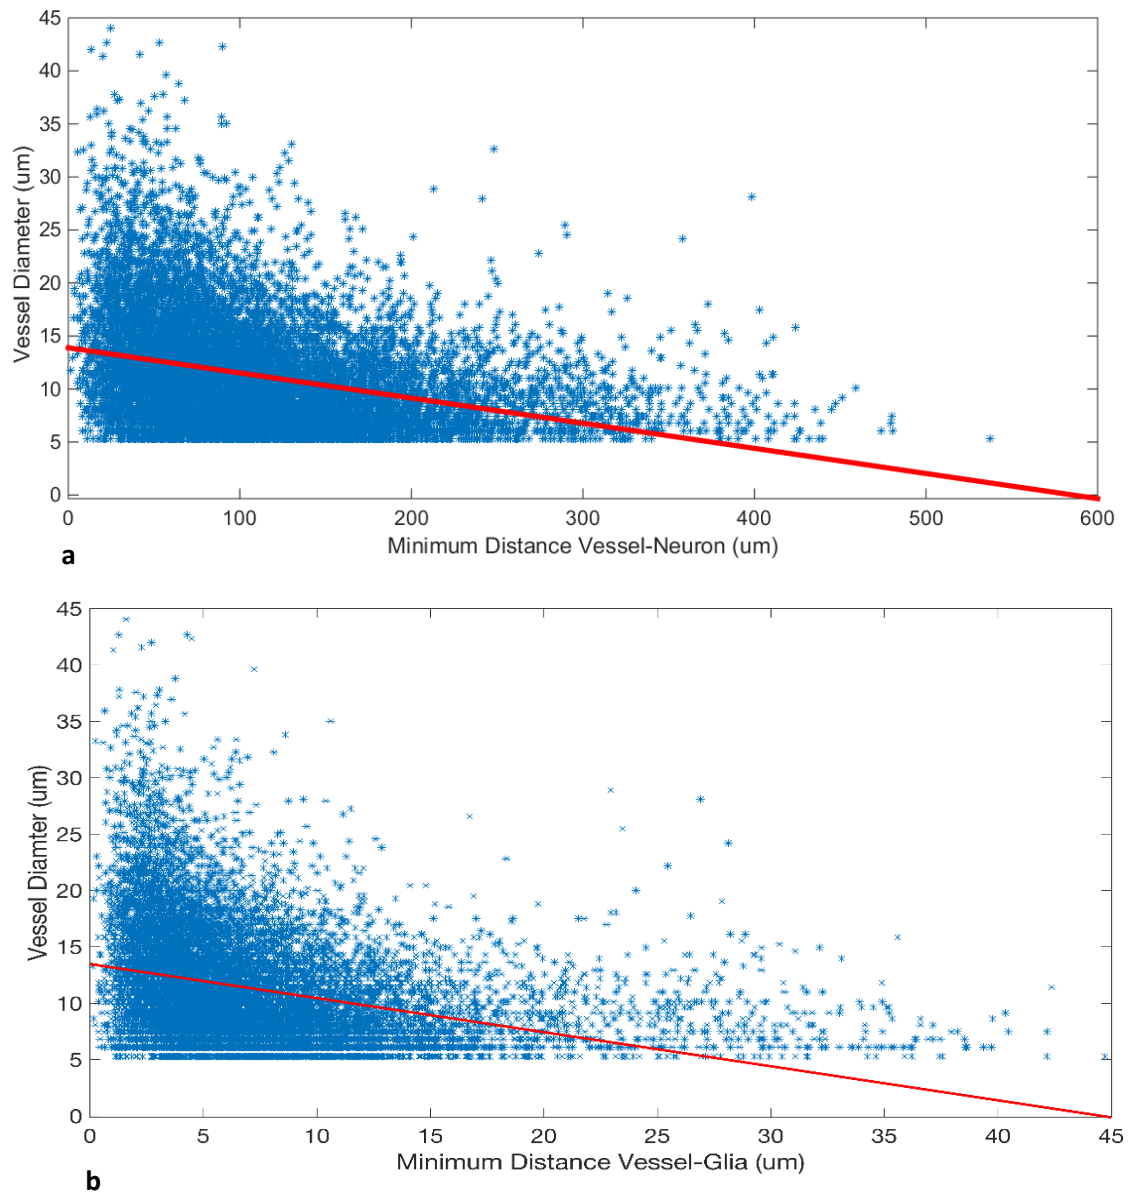 45
40
35
30
25
20
15
10
5
0
Vessel Diameter (um)
0 100 200 300 400 500 600
Minimum Distance Vessel-Neuron (um)
a
45
40
35
30
25
20
15
10
5
0
Vessel Diamter (um)
0 5 10 15 20 25 30 35 40 45
Minimum Distance Vessel-Glia (um)
b